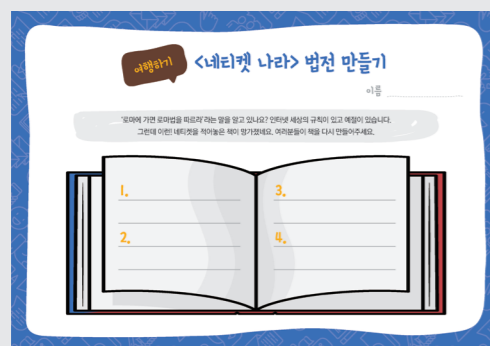 여행하기
<네티켓 나라> 법전 만들기
이름
'로마에 가면 로마법을 따르라'라는 말을 알고 있나요? 인터넷 세상의 규칙이 있고 예절이 있습니다.
그런데 이런! 네티켓을 적어놓은 책이 망가졌네요. 여러분들이 책을 다시 만들어주세요.
1.
2.
3.
4.